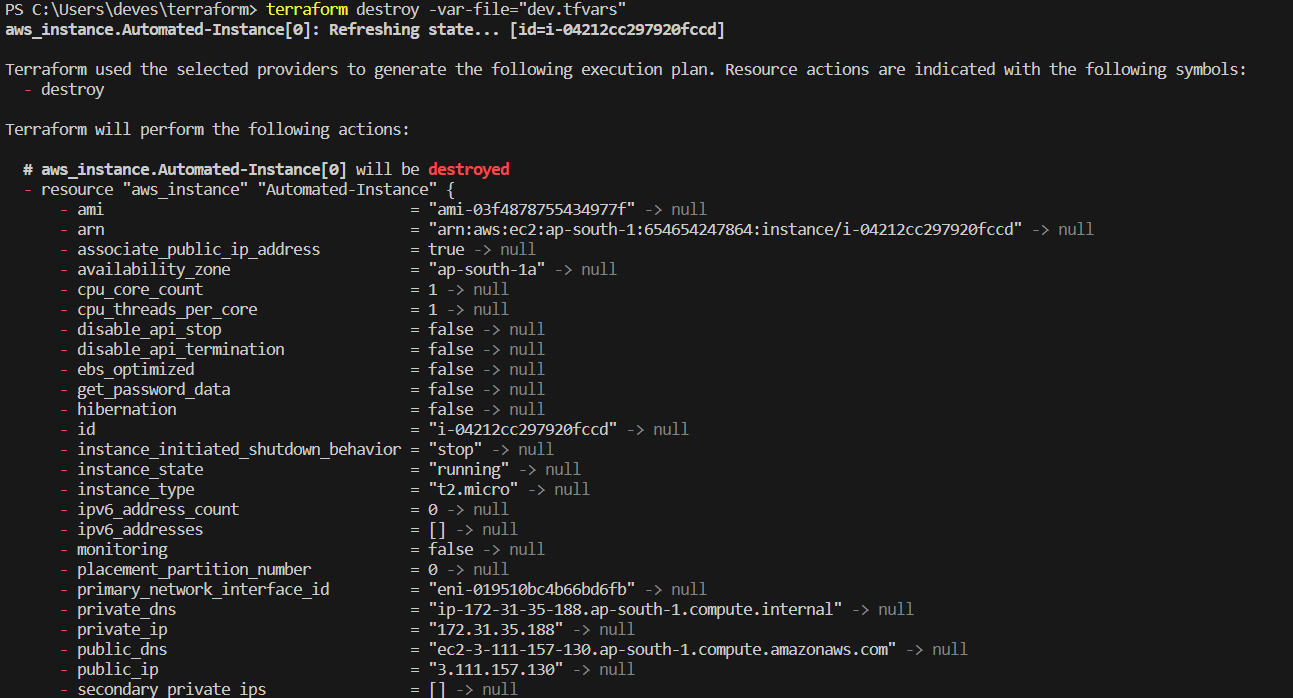 PS C:\Users\deves\terraform> terraform destroy -var-file="dev.tfvars"
aws_instance.Automated-Instance[0]: Refreshing state... [id=i-04212cc297920fccd]
Terraform used the selected providers to generate the following execution plan. Resource actions are indicated with the following symbols:
- destroy
Terraform will perform the following actions:
# aws_instance.Automated-Instance[0] will be destroyed
- resource "aws_instance" "Automated-Instance" {
- ami = "ami-03f4878755434977f" -> null
- arn = "arn:aws:ec2:ap-south-1:654654247864:instance/i-04212cc297920fccd" -> null
- associate_public_ip_address = true -> null
- availability_zone = "ap-south-1a" -> null
- cpu_core_count = 1 -> null
- cpu_threads_per_core = 1 -> null
- disable_api_stop = false -> null
- disable_api_termination = false -> null
- ebs_optimized = false -> null
- get_password_data = false -> null
- hibernation = false -> null
- id = "i-04212cc297920fccd" -> null
- instance_initiated_shutdown_behavior = "stop" -> null
- instance_state = "running" -> null
- instance_type = "t2.micro" -> null
- ipv6_address_count = 0 -> null
- ipv6_addresses = [] -> null
- monitoring = false -> null
- placement_partition_number = 0 -> null
- primary_network_interface_id = "eni-019510bc4b66bd6fb" -> null
- private_dns = "ip-172-31-35-188.ap-south-1.compute.internal" -> null
- private_ip = "172.31.35.188" -> null
- public_dns = "ec2-3-111-157-130.ap-south-1.compute.amazonaws.com" -> null
- public_ip = "3.111.157.130" -> null
- secondary_private_ips = [] -> null